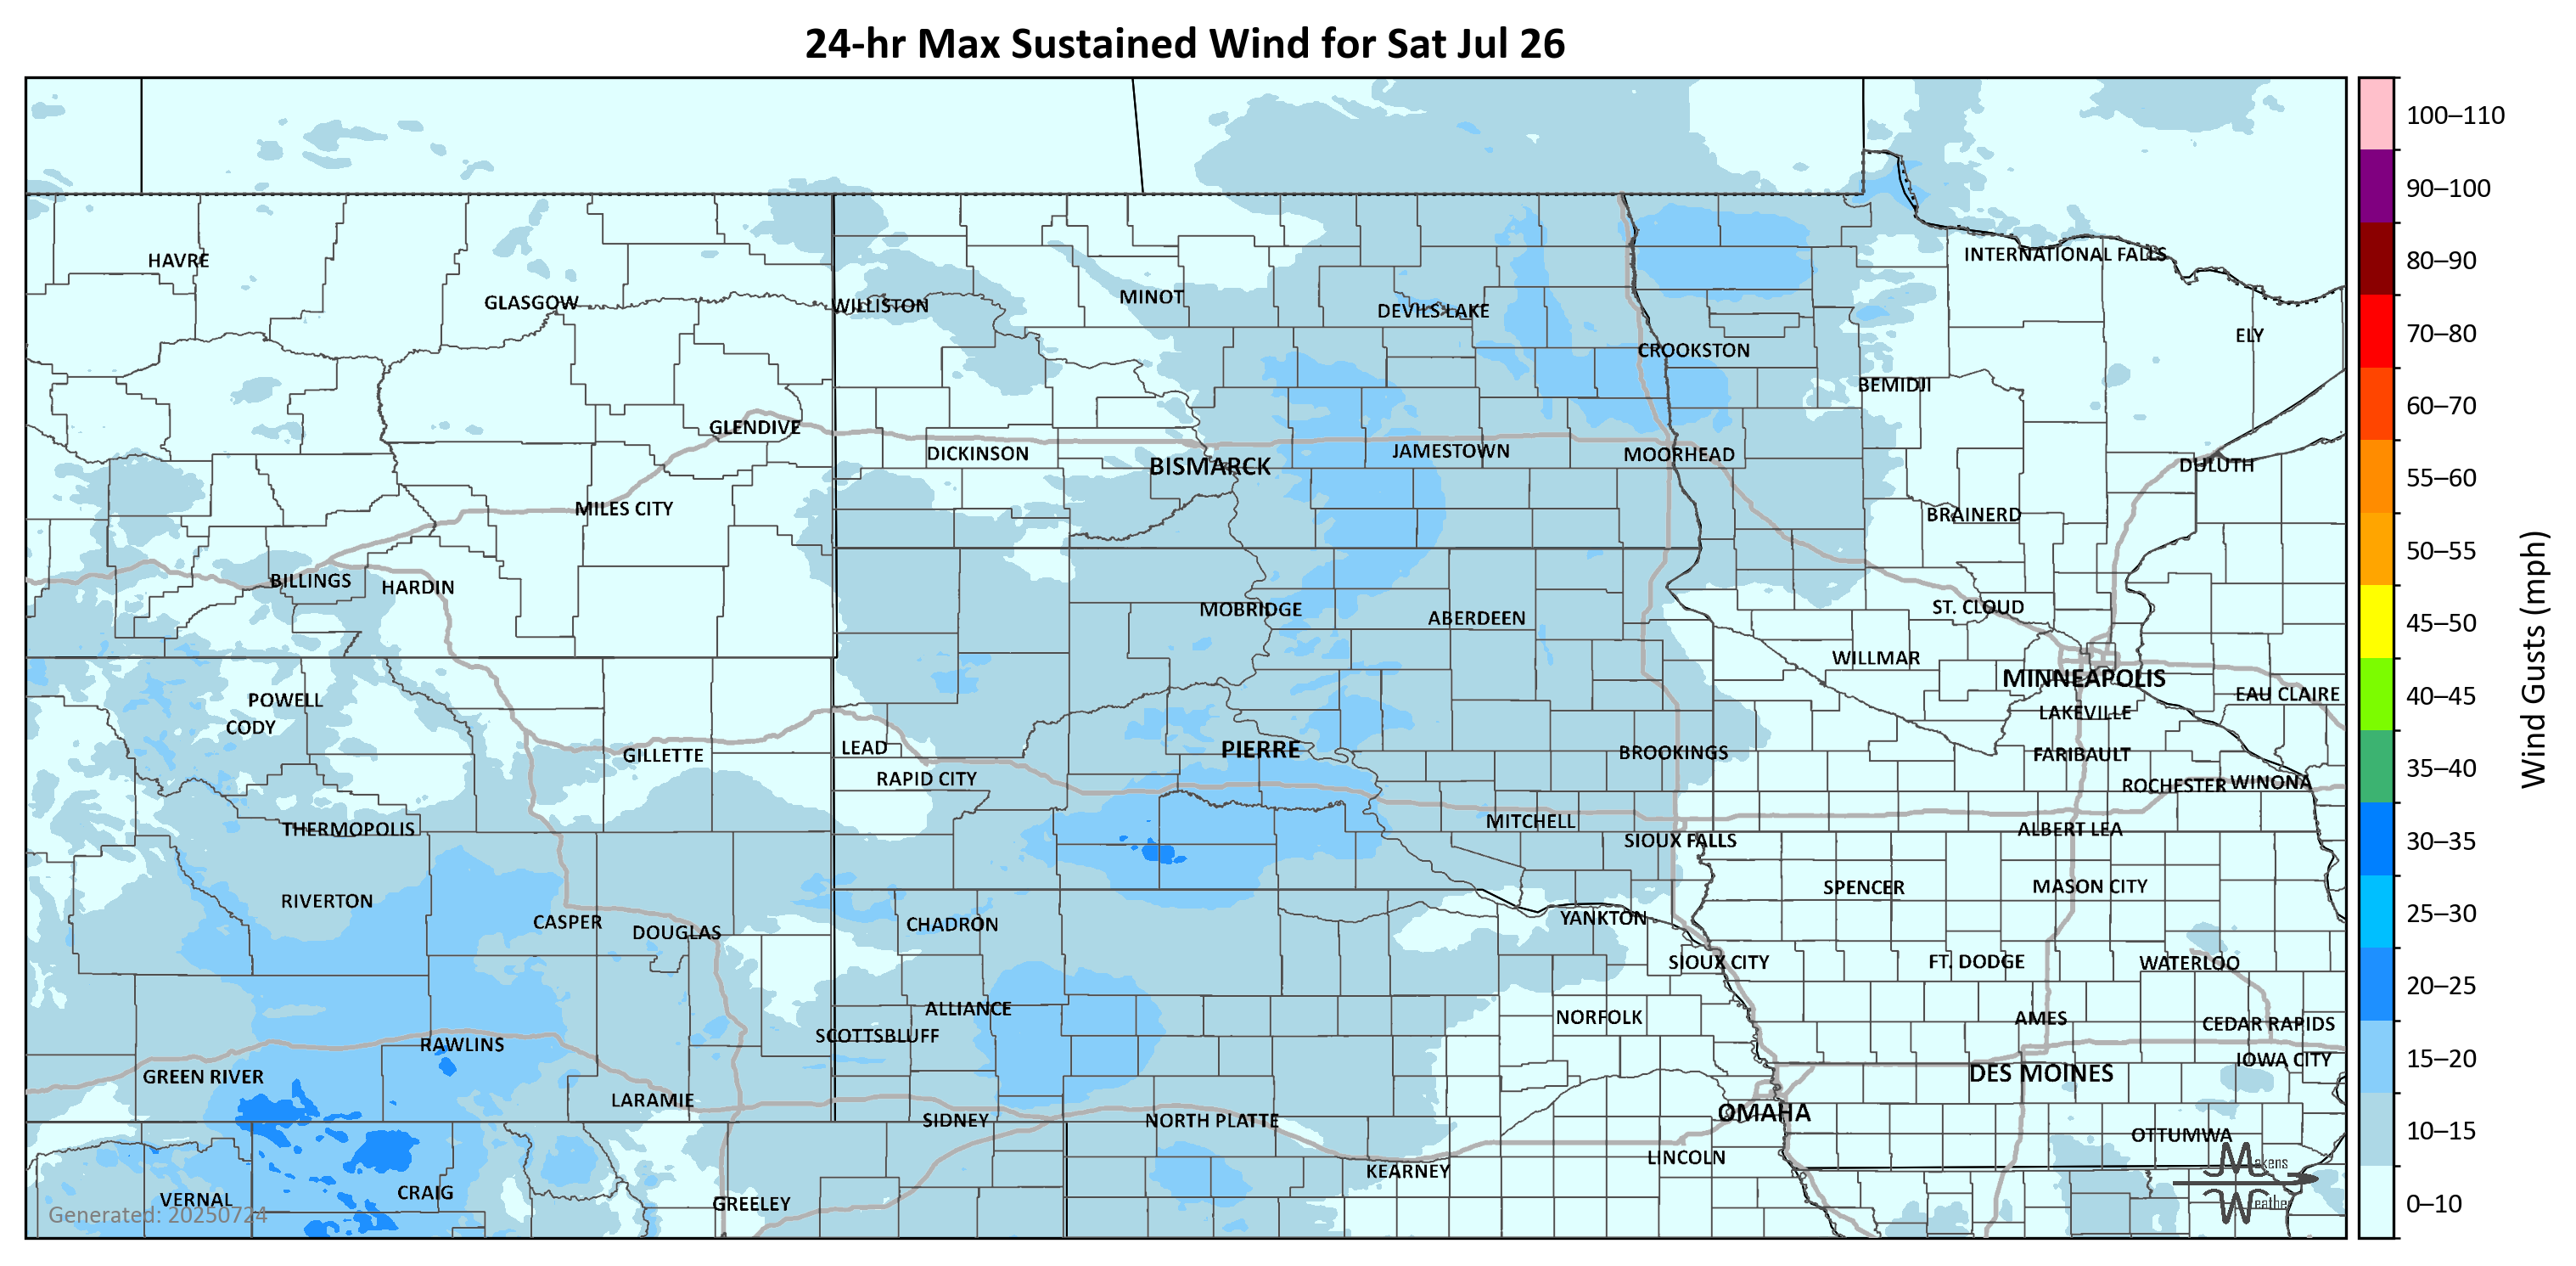 24-hr Max Sustained Wind for Sat Jul 26
100–110
90–100
80–90
70–80
60–70
55–60
50–55
45–50
40–45
35–40
30–35
25–30
20–25
15–20
10–15
0–10
Wind Gusts (mph)
HAVRE
INTERNATIONAL FALLS
GLASGOW
WILLISTON
MINOT
DEVILS LAKE
ELY
CROOKSTON
BEMIDJI
GLENDIVE
DICKINSON
BISMARCK
JAMESTOWN
MOORHEAD
DULUTH
MILES CITY
BRAINERD
BILLINGS
HARDIN
MOBRIDGE
ABERDEEN
ST. CLOUD
WILLMAR
MINNEAPOLIS
EAU CLAIRE
POWELL
CODY
LAKEVILLE
GILLETTE
LEAD
PIERRE
BROOKINGS
FARIBAULT
RAPID CITY
ROCHESTER
WINONA
THERMOPOLIS
MITCHELL
SIOUX FALLS
ALBERT LEA
RIVERTON
SPENCER
MASON CITY
CASPER
DOUGLAS
CHADRON
YANKTON
SIOUX CITY
FT. DODGE
WATERLOO
ALLIANCE
NORFOLK
AMES
CEDAR RAPIDS
SCOTTSBLUFF
RAWLINS
IOWA CITY
GREEN RIVER
DES MOINES
LARAMIE
SIDNEY
NORTH PLATTE
OMAHA
OTTUMWA
LINCOLN
KEARNEY
VERNAL
CRAIG
GREELEY
Makens
Weather
Generated: 20250724